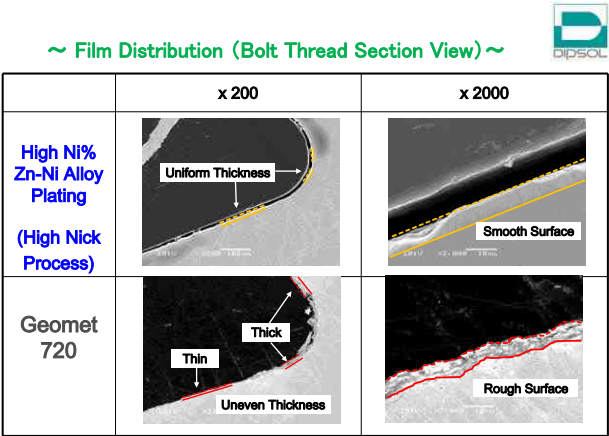 ～ Film Distribution (Bolt Thread Section View) ～
DIPSOL
x 200
x 2000
High Ni%
Zn-Ni Alloy
Plating
(High Nick
Process)
Uniform Thickness
Smooth Surface
Geomet
720
Thick
Thin
Uneven Thickness
Rough Surface